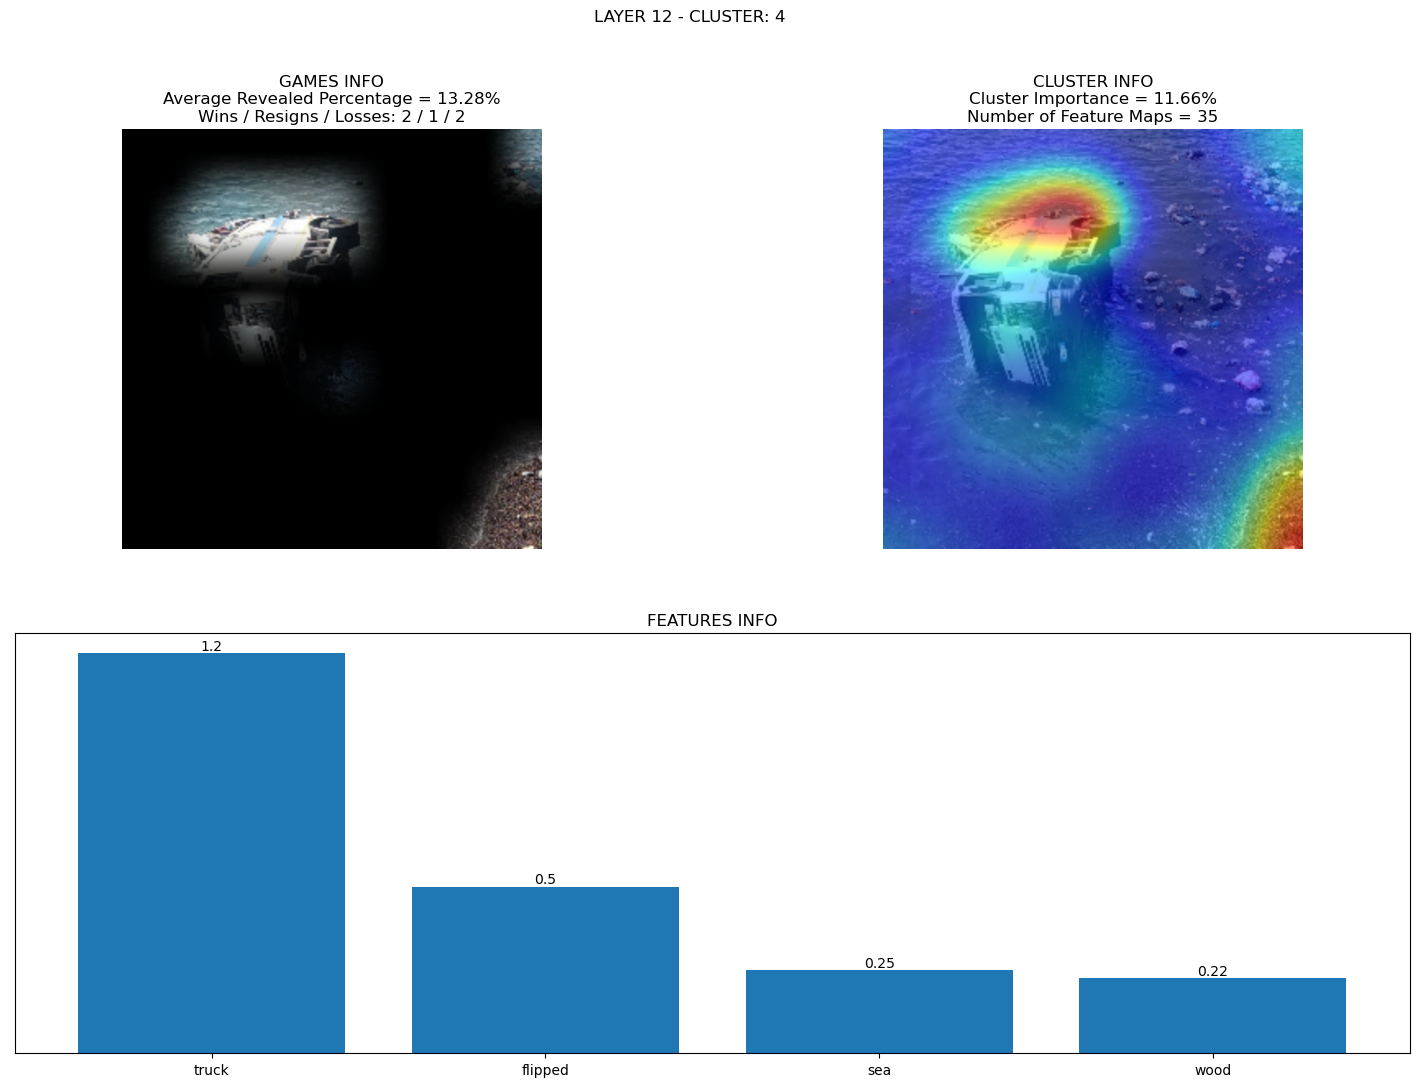 LAYER 12 - CLUSTER: 4
GAMES INFO
Average Revealed Percentage = 13.28%
Wins / Resigns / Losses: 2 / 1 / 2
CLUSTER INFO
Cluster Importance = 11.66%
Number of Feature Maps = 35
FEATURES INFO
1.2
0.5
0.25
0.22
truck
flipped
sea
wood